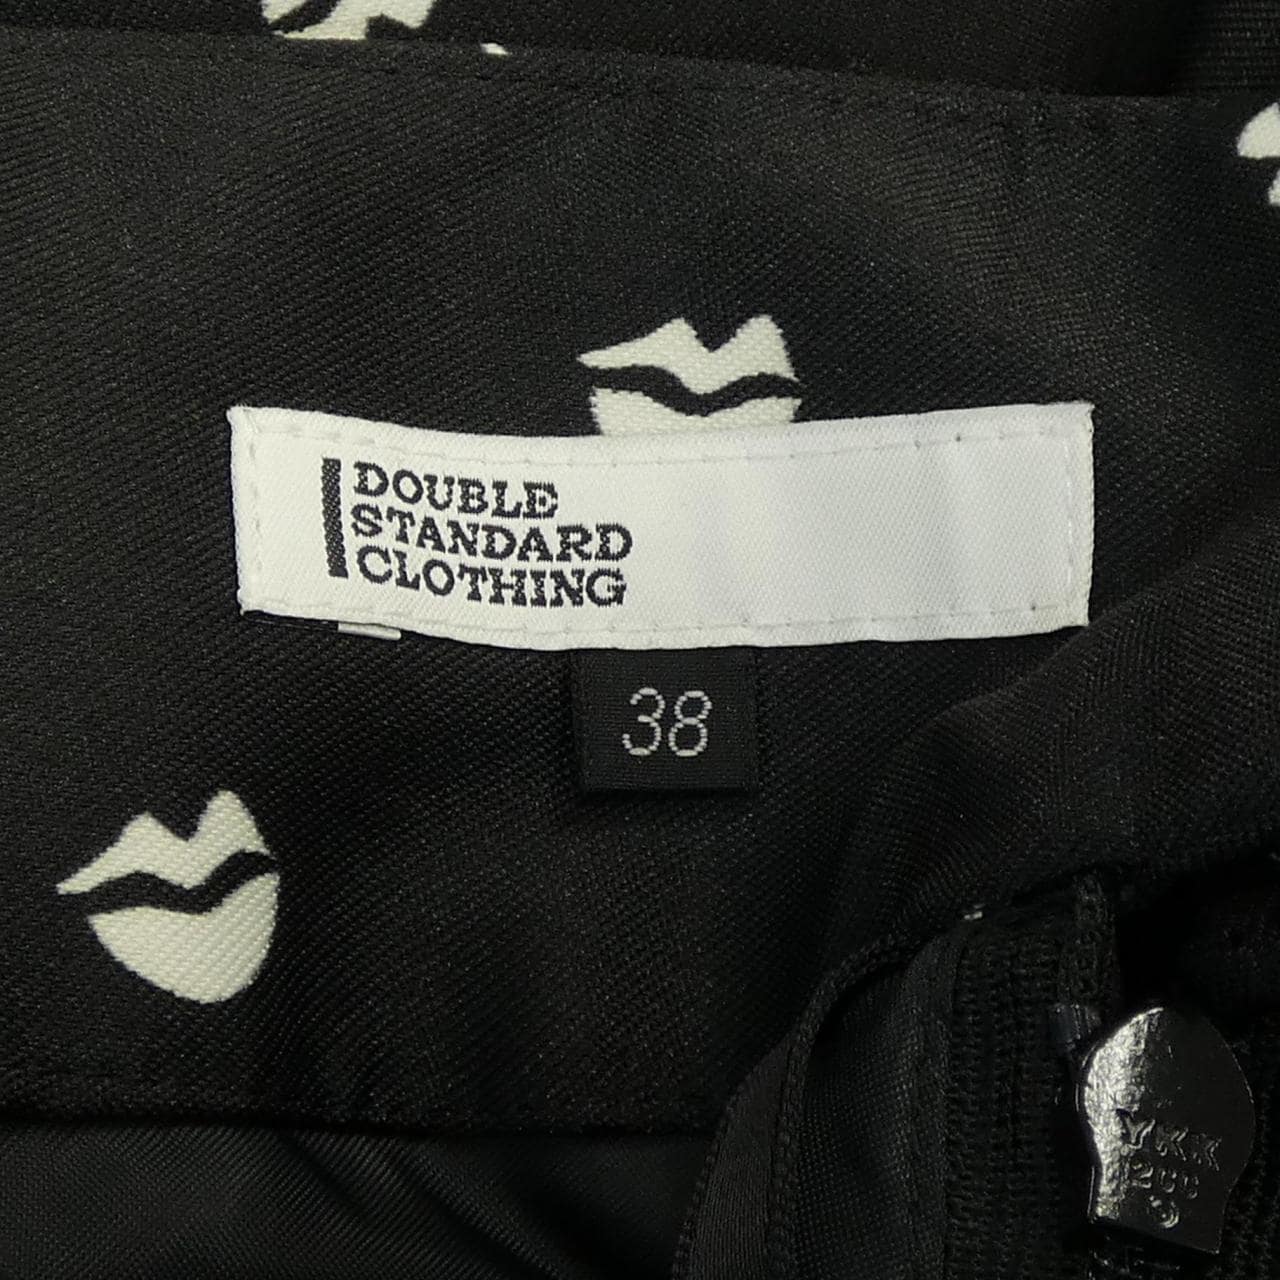 DOUBLE
STANDARD
CLOTHING
38
YKK